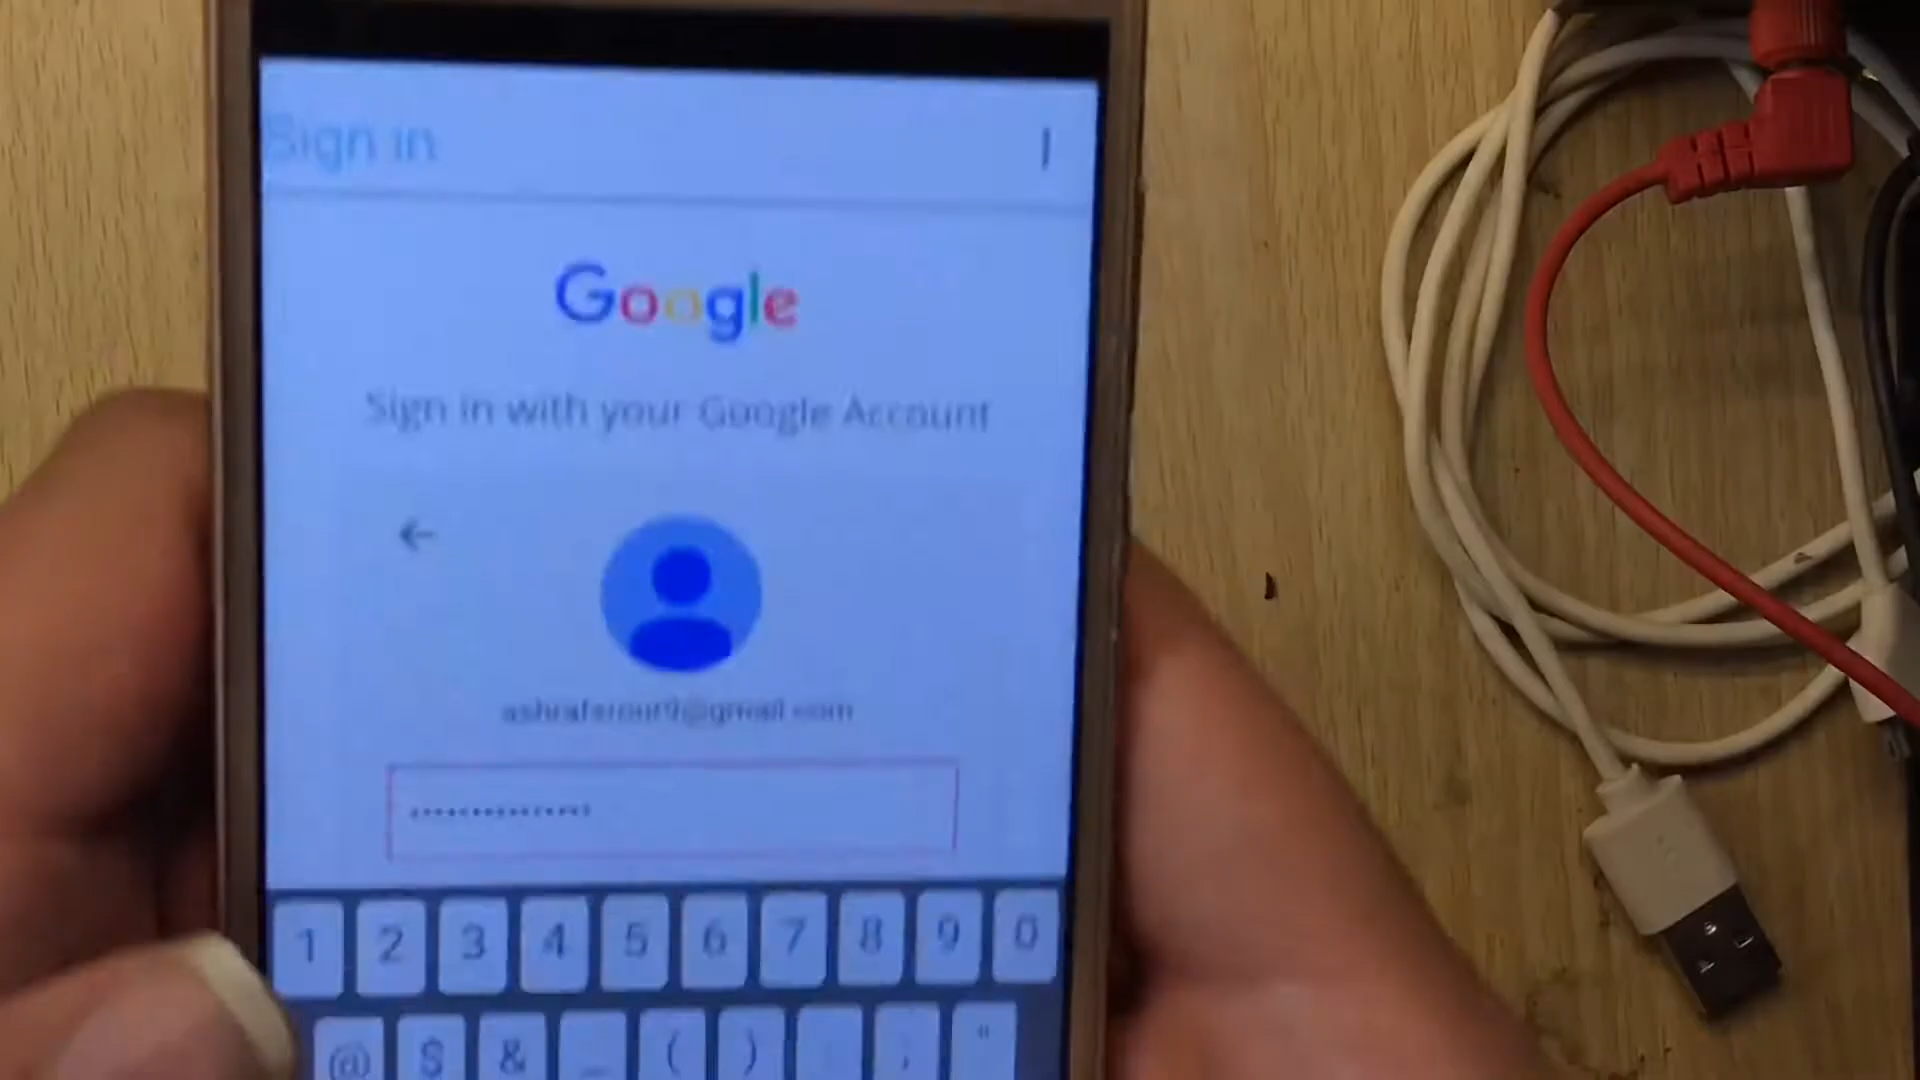 Sign in
Google
Sign in with your Google Account
1 2 3 4 5 6 7 8 9 0
@ $ & _ ( ) : ; "